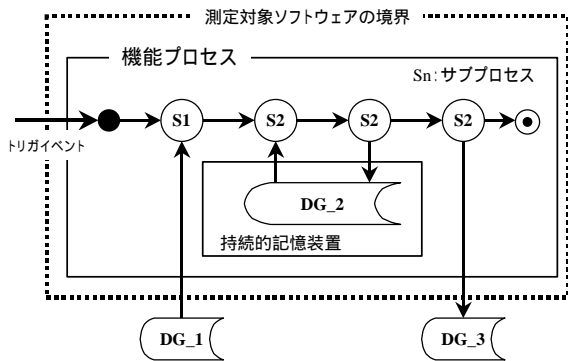 測定対象ソフトウェアの境界
機能プロセス
Sn:サブプロセス
S1
S2
S2
S2
トリガイベント
DG_2
持続的記憶装置
DG_1
DG_3